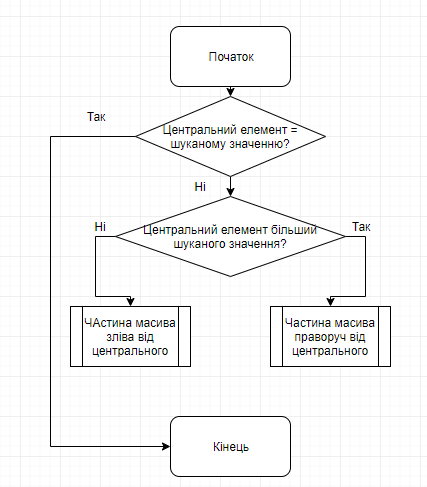 Початок
Так
Центральний елемент =
шуканому значенню?
Ні
Ні
Центральний елемент більший
шуканого значення?
Так
ЧАстина масива
зліва від
центрального
Частина масива
праворуч від
центрального
Кінець